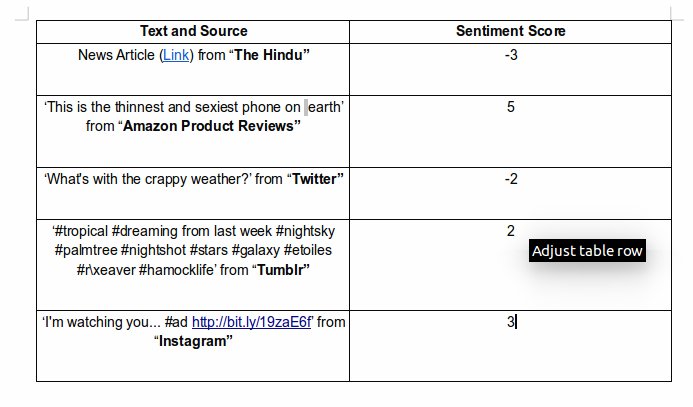 Text and Source Sentiment Score
News Article (Link) from “The Hindu” -3
‘This is the thinnest and sexiest phone on earth’ 5
from “Amazon Product Reviews”
‘What's with the crappy weather?’ from “Twitter” -2
‘#tropical #dreaming from last week #nightsky 2
#palmtree #nightshot #stars #galaxy #etoiles
Adjust table row
#r\xeaver #hamocklife’ from “Tumblr”
‘I'm watching you... #ad http://bit.ly/19zaE6f’ from 3
“Instagram”